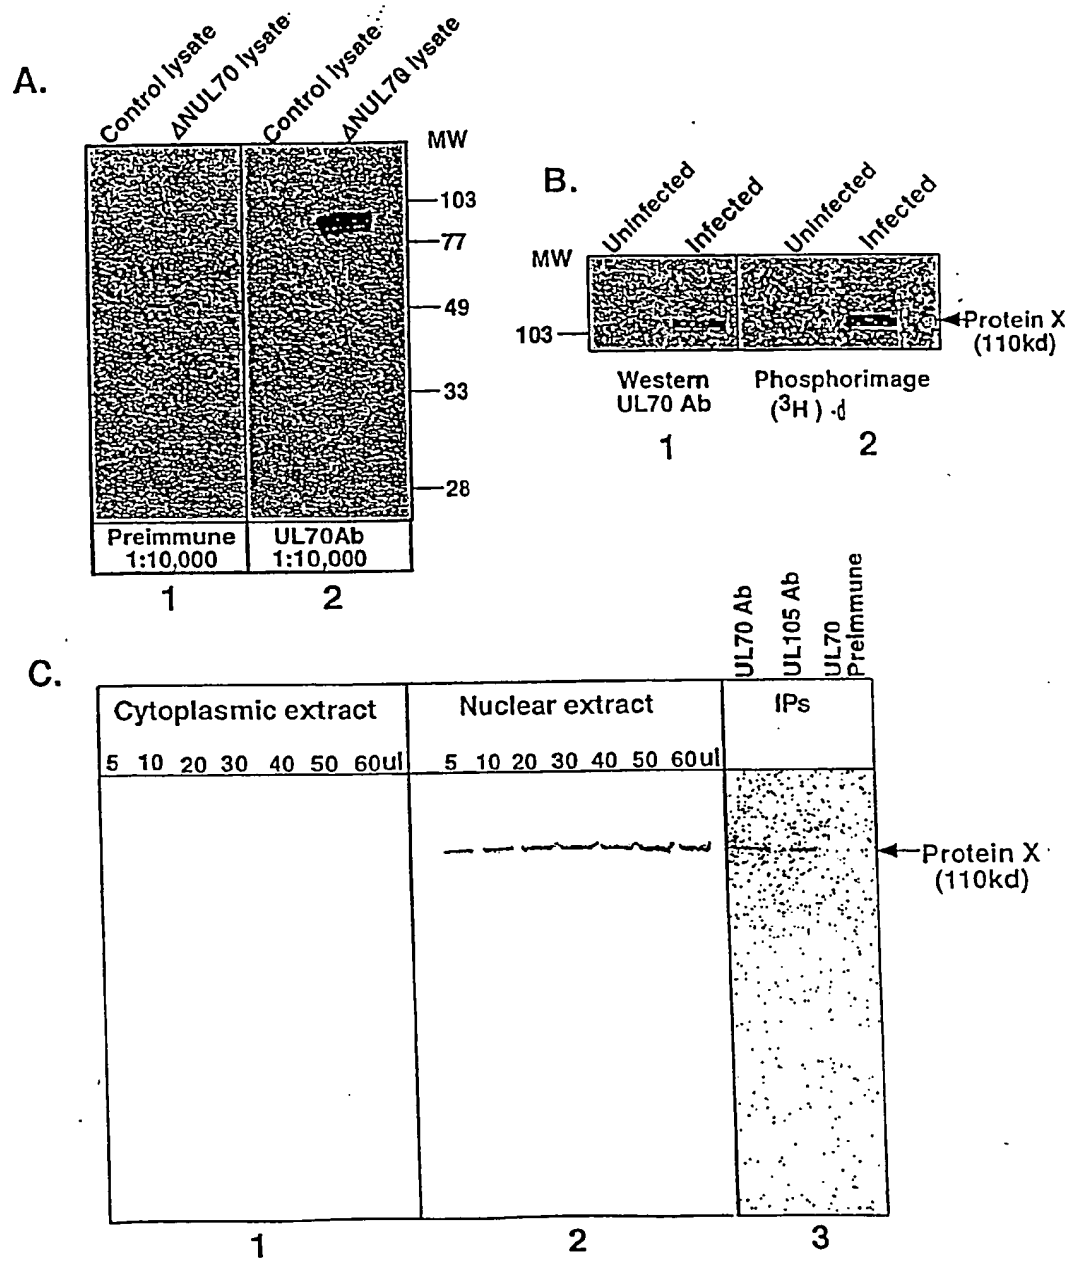 A.
Control lysate
ΔNUL70 lysate
Control lysate
ΔNUL70 lysate
MW
103
77
49
33
28
Preimmune
1:10,000
UL70Ab
1:10,000
1
2
B.
Uninfected
Infected
Uninfected
Infected
MW
103
Protein X
(110kd)
Western
UL70 Ab
Phosphorimage
(³H)
1
2
C.
Cytoplasmic extract
5 10 20 30 40 50 60ul
Nuclear extract
5 10 20 30 40 50 60ul
UL70 Ab
UL105 Ab
UL70
PreImmune
IPs
Protein X
(110kd)
1
2
3